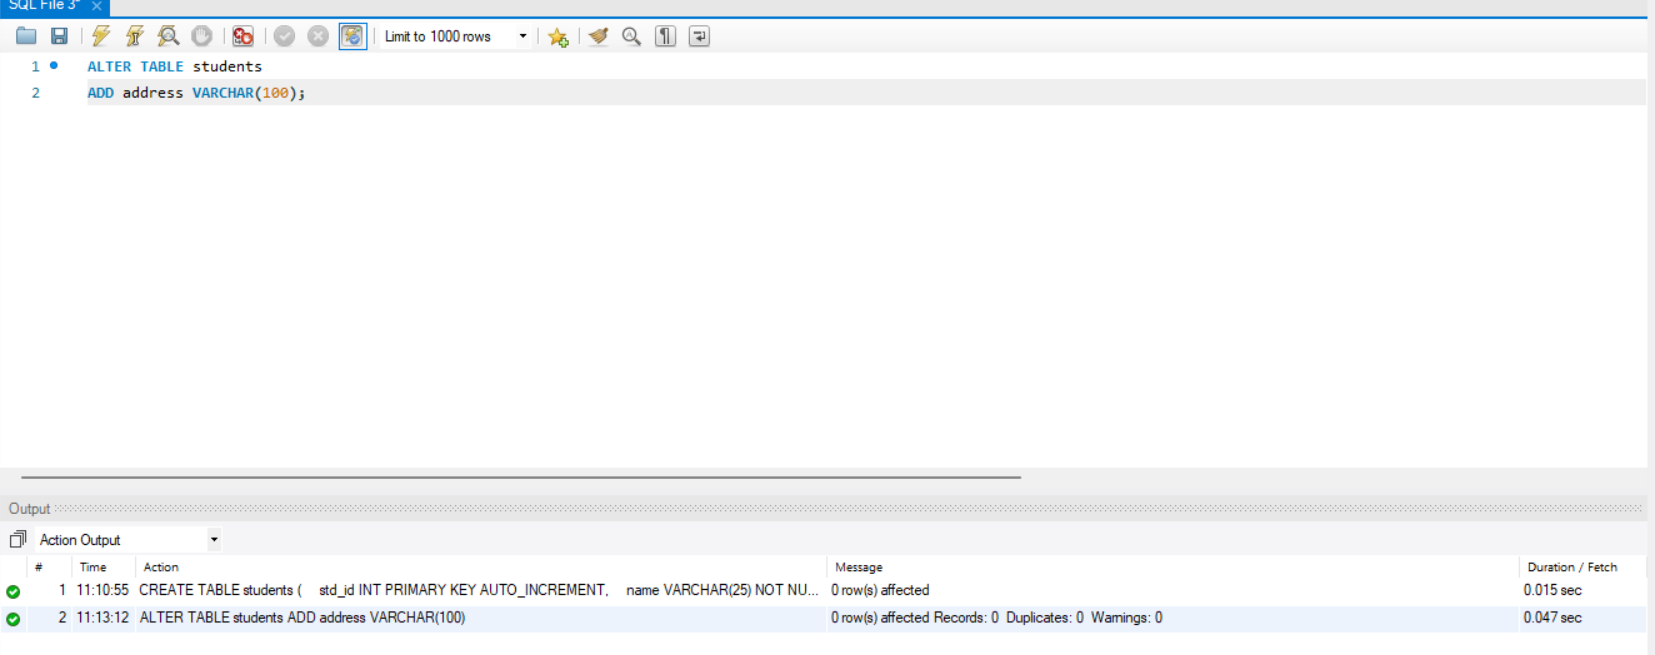 SQL File 3*
Limit to 1000 rows
1 ALTER TABLE students
2 ADD address VARCHAR(100);
Output
Action Output
# Time Action Message Duration / Fetch
1 11:10:55 CREATE TABLE students ( std_id INT PRIMARY KEY AUTO_INCREMENT, name VARCHAR(25) NOT NU... 0 row(s) affected 0.015 sec
2 11:13:12 ALTER TABLE students ADD address VARCHAR(100) 0 row(s) affected Records: 0 Duplicates: 0 Warnings: 0 0.047 sec